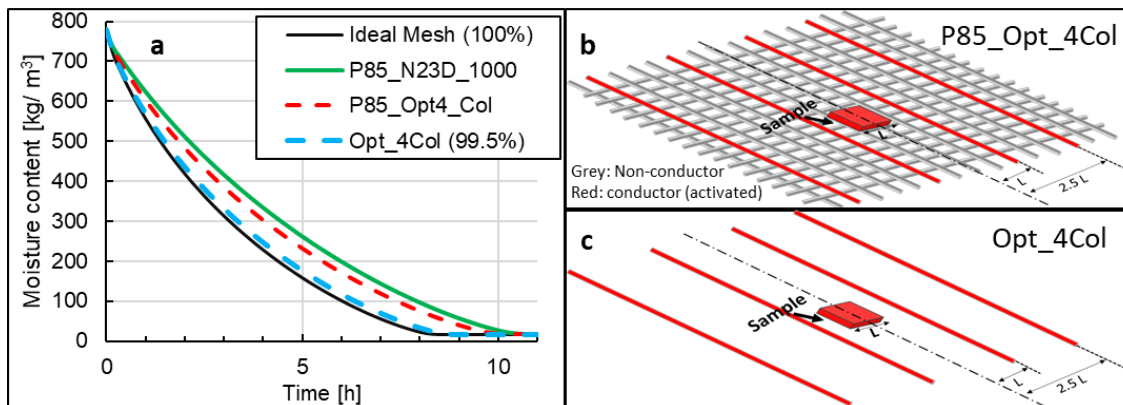 a
Moisture content [kg/ m³]
800
700
600
500
400
300
200
100
0
0
5
10
Time [h]
Ideal Mesh (100%)
P85_N23D_1000
P85_Opt4_Col
Opt_4Col (99.5%)
b
P85_Opt_4Col
Sample
L
Grey: Non-conductor
Red: conductor (activated)
L
2.5 L
c
Opt_4Col
Sample
L
L
2.5 L